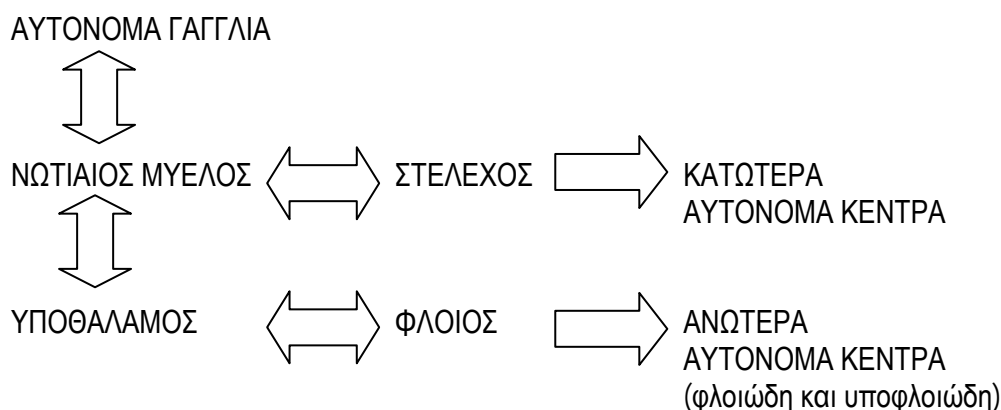 ΑΥΤΟΝΟΜΑ ΓΑΓΓΛΙΑ
ΝΩΤΙΑΙΟΣ ΜΥΕΛΟΣ ΣΤΕΛΕΧΟΣ ΚΑΤΩΤΕΡΑ
ΑΥΤΟΝΟΜΑ ΚΕΝΤΡΑ
ΥΠΟΘΑΛΑΜΟΣ ΦΛΟΙΟΣ ΑΝΩΤΕΡΑ
ΑΥΤΟΝΟΜΑ ΚΕΝΤΡΑ
(φλοιώδη και υποφλοιώδη)